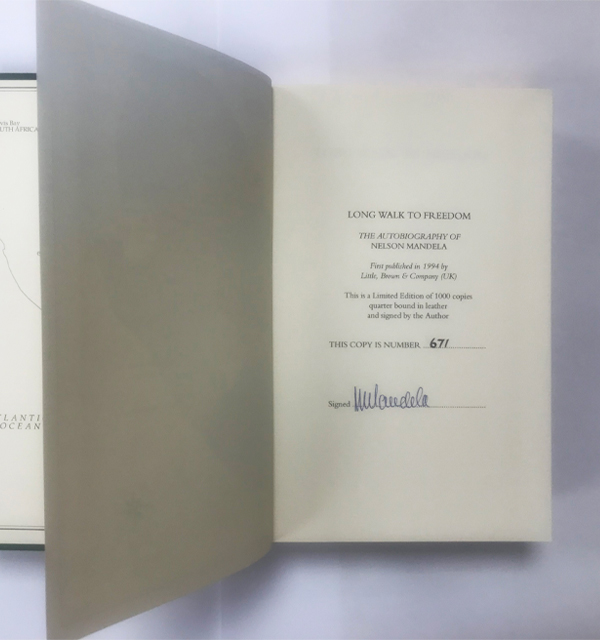 UTH AFRICA
LANTI
OCEAN
LONG WALK TO FREEDOM
THE AUTOBIOGRAPHY OF
NELSON MANDELA
First published in 1994 by
Little, Brown & Company (UK)
This is a Limited Edition of 1000 copies
quarter bound in leather
and signed by the Author
THIS COPY IS NUMBER 671
Signed NMandela